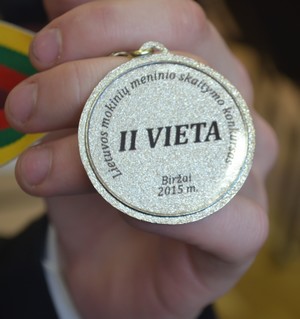 Lietuvos mokinių meninio skaitymo konkursas
II VIETA
Biržai
2015 m.